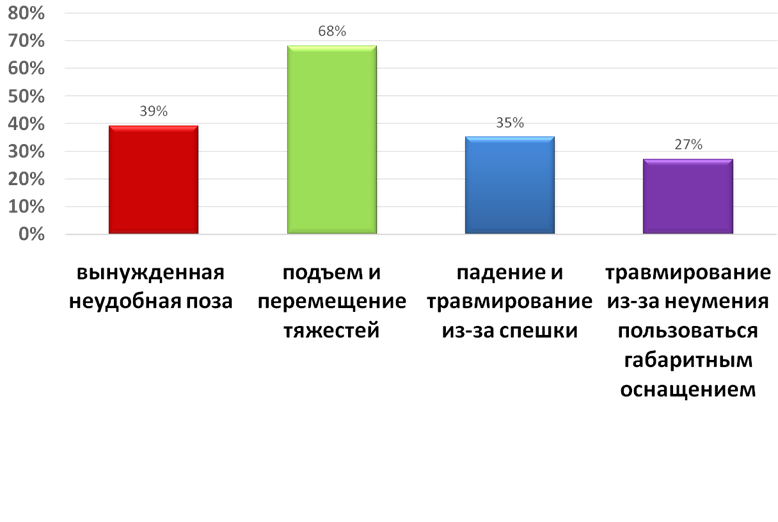 80%
70%
60%
50%
40%
30%
20%
10%
0%
39%
68%
35%
27%
вынужденная
неудобная поза
подъем и
перемещение
тяжестей
падение и
травмирование
из-за спешки
травмирование
из-за неумения
пользоваться
габаритным
оснащением